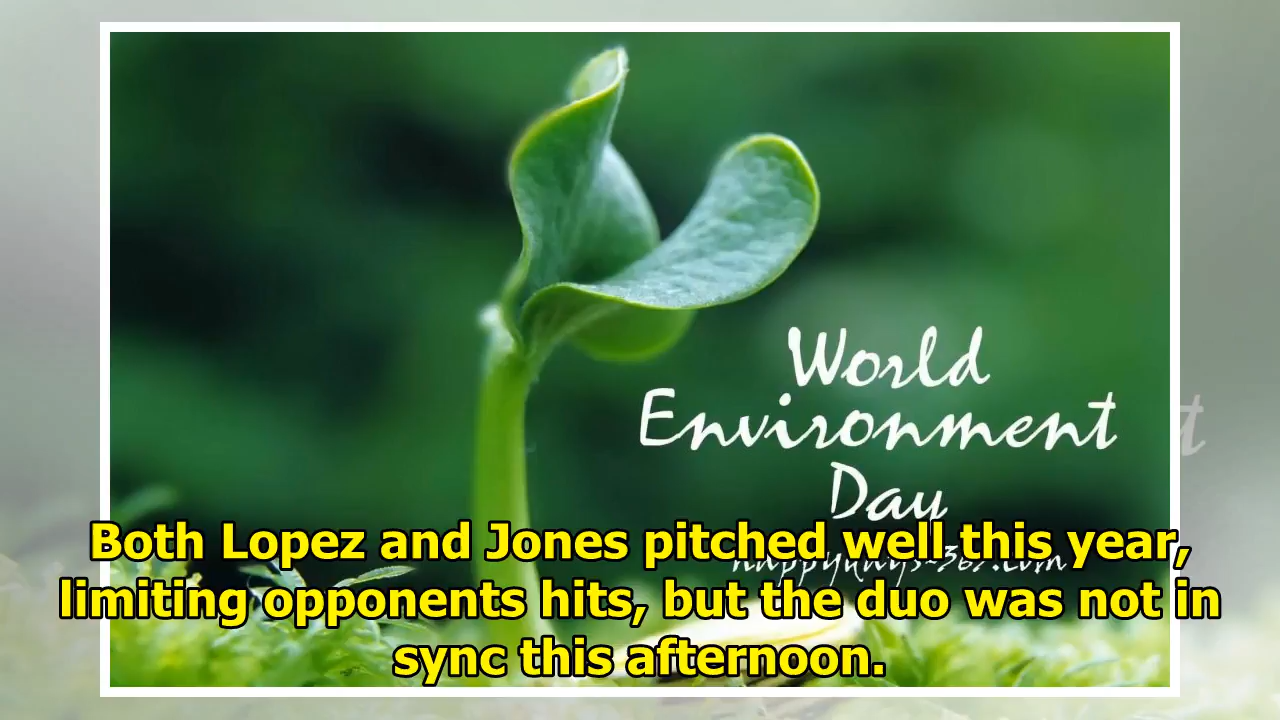 World
Environment
Day
Both Lopez and Jones pitched well this year,
limiting opponents hits, but the duo was not in
sync this afternoon.